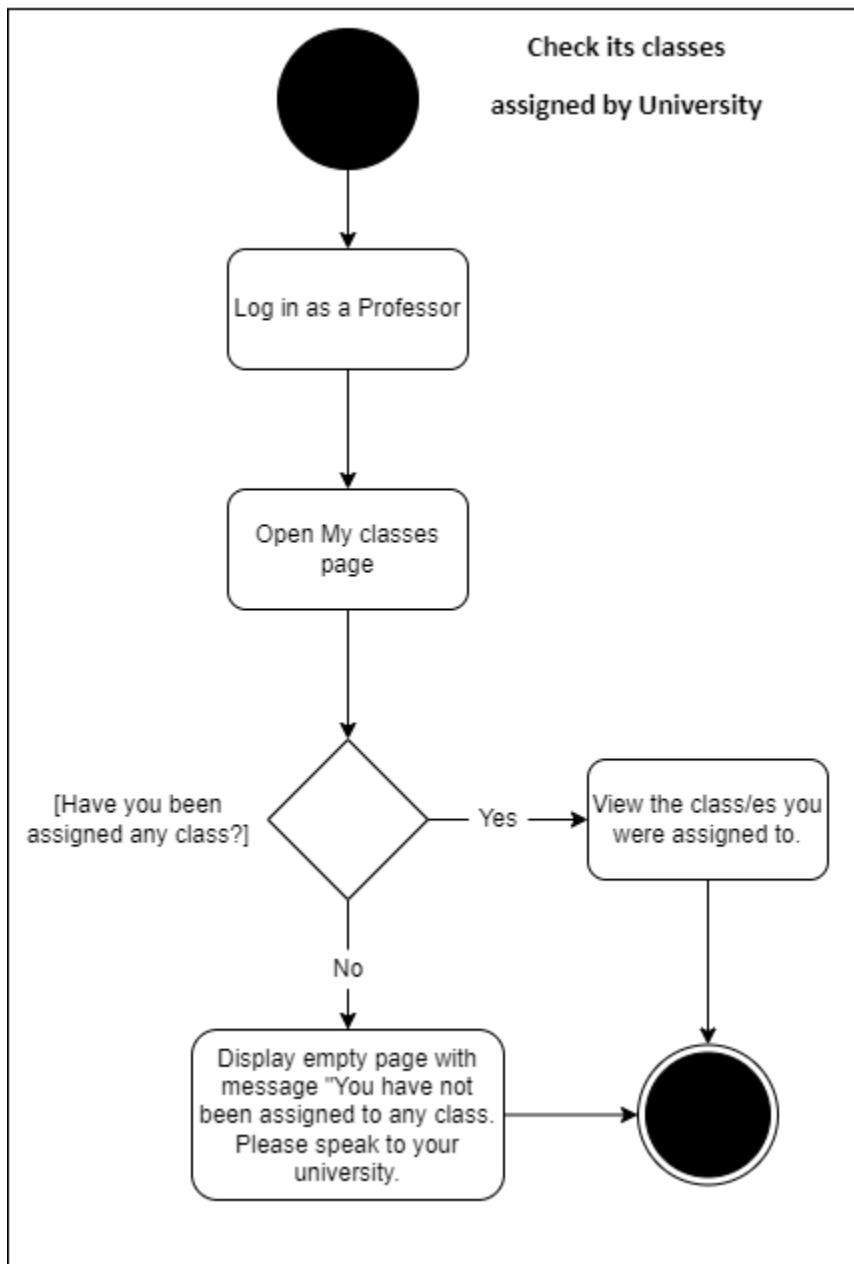 Check its classes
assigned by University
Log in as a Professor
Open My classes
page
[Have you been
assigned any class?]
Yes
View the class/es you
were assigned to.
No
Display empty page with
message "You have not
been assigned to any class.
Please speak to your
university.